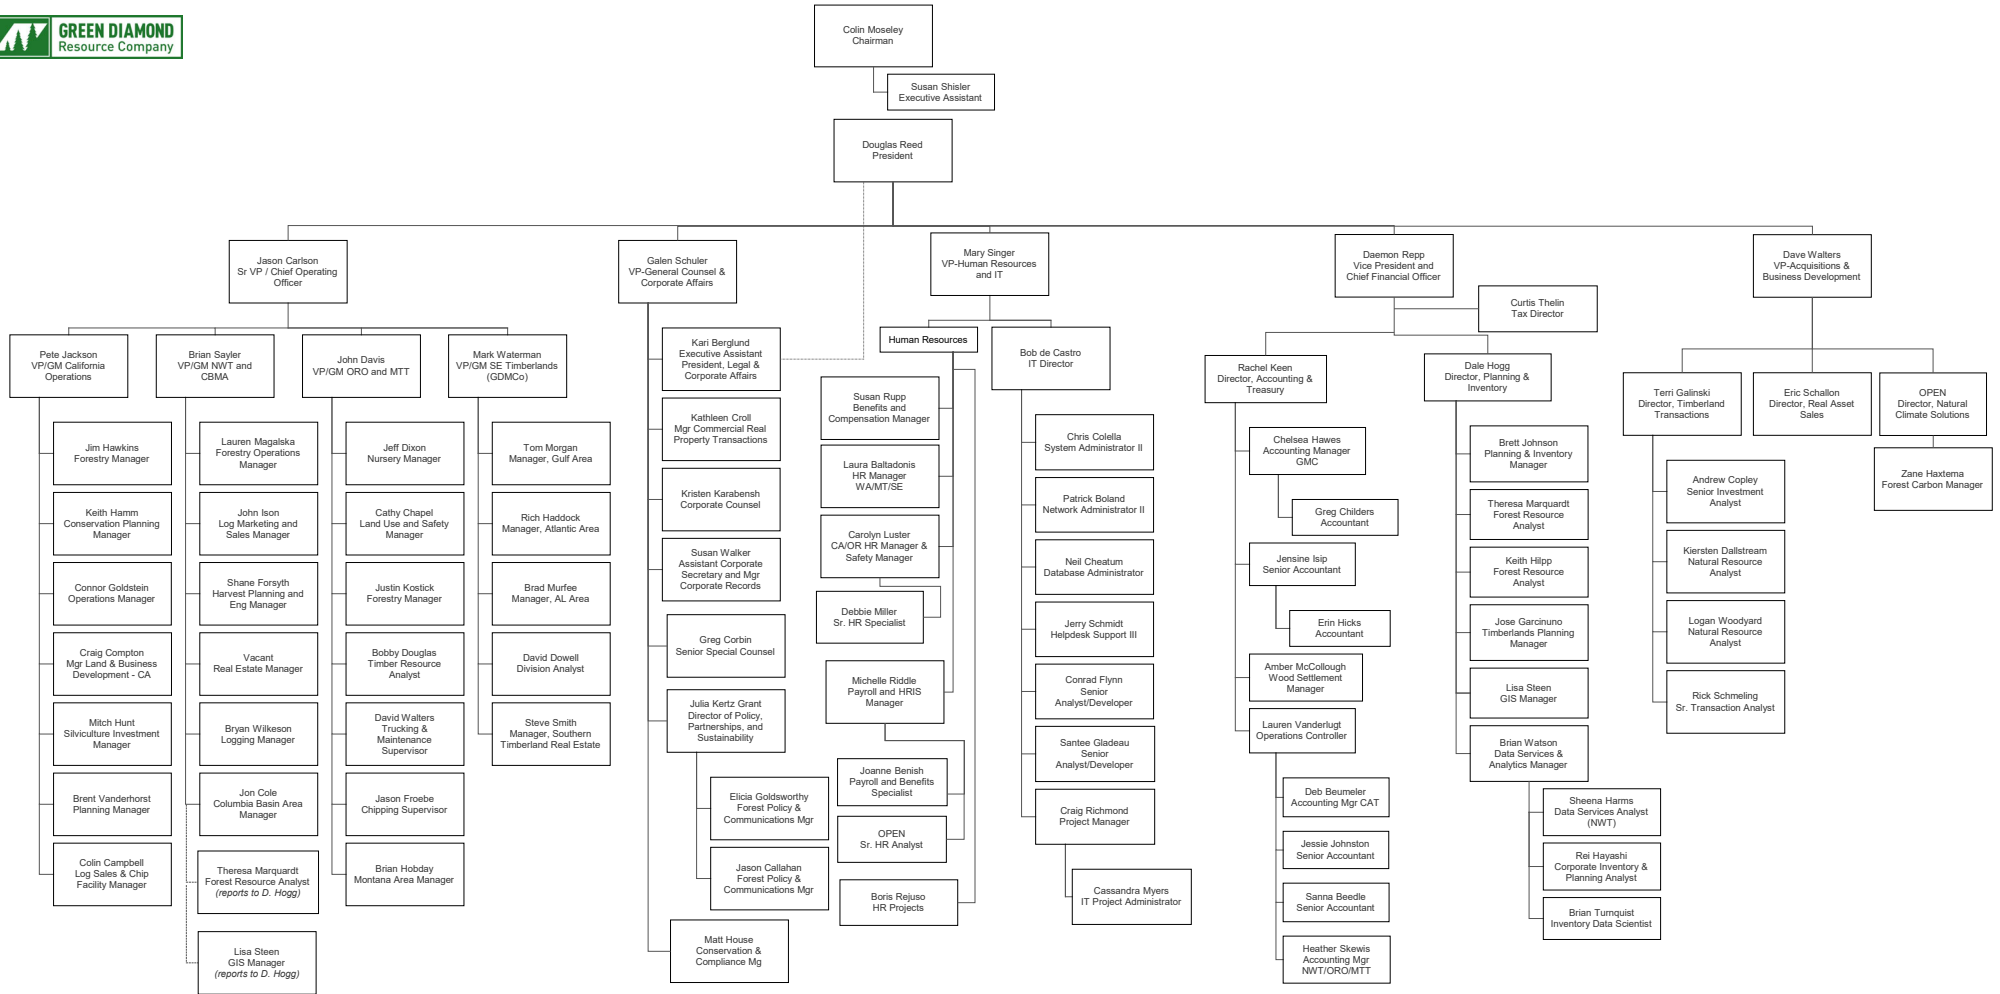 GREEN DIAMOND
Resource Company
Colin Moseley
Chairman
Susan Shisler
Executive Assistant
Douglas Reed
President
Jason Carlson
Sr VP / Chief Operating
Officer
Galen Schuler
VP-General Counsel &
Corporate Affairs
Mary Singer
VP-Human Resources
and IT
Daemon Repp
Vice President and
Chief Financial Officer
Dave Walters
VP-Acquisitions &
Business Development
Curtis Thelin
Tax Director
Pete Jackson
VP/GM California
Operations
Brian Sayler
VP/GM NWT and
CBMA
John Davis
VP/GM ORO and MTT
Mark Waterman
VP/GM SE Timberlands
(GDMCo)
Jim Hawkins
Forestry Manager
Keith Hamm
Conservation Planning
Manager
Connor Goldstein
Operations Manager
Craig Compton
Mgr Land & Business
Development - CA
Mitch Hunt
Silviculture Investment
Manager
Brent Vanderhorst
Planning Manager
Colin Campbell
Log Sales & Chip
Facility Manager
Lauren Magalska
Forestry Operations
Manager
John Ison
Log Marketing and
Sales Manager
Shane Forsyth
Harvest Planning and
Eng Manager
Vacant
Real Estate Manager
Bryan Wilkeson
Logging Manager
Jon Cole
Columbia Basin Area
Manager
Theresa Marquardt
Forest Resource Analyst
(reports to D. Hogg)
Lisa Steen
GIS Manager
(reports to D. Hogg)
Jeff Dixon
Nursery Manager
Cathy Chapel
Land Use and Safety
Manager
Justin Kostick
Forestry Manager
Bobby Douglas
Timber Resource
Analyst
David Walters
Trucking &
Maintenance
Supervisor
Jason Froebe
Chipping Supervisor
Brian Hobday
Montana Area Manager
Tom Morgan
Manager, Gulf Area
Rich Haddock
Manager, Atlantic Area
Brad Murfee
Manager, AL Area
David Dowell
Division Analyst
Steve Smith
Manager, Southern
Timberland Real Estate
Kari Berglund
Executive Assistant
President, Legal &
Corporate Affairs
Kathleen Croll
Mgr Commercial Real
Property Transactions
Kristen Karabensh
Corporate Counsel
Susan Walker
Assistant Corporate
Secretary and Mgr
Corporate Records
Greg Corbin
Senior Special Counsel
Julia Kertz Grant
Director of Policy,
Partnerships, and
Sustainability
Elicia Goldsworthy
Forest Policy &
Communications Mgr
Jason Callahan
Forest Policy &
Communications Mgr
Matt House
Conservation &
Compliance Mg
Human Resources
Susan Rupp
Benefits and
Compensation Manager
Laura Baltadonis
HR Manager
WA/MT/SE
Carolyn Luster
CA/OR HR Manager &
Safety Manager
Debbie Miller
Sr. HR Specialist
Michelle Riddle
Payroll and HRIS
Manager
Joanne Benish
Payroll and Benefits
Specialist
OPEN
Sr. HR Analyst
Boris Rejuso
HR Projects
Bob de Castro
IT Director
Chris Colella
System Administrator II
Patrick Boland
Network Administrator II
Neil Cheatum
Database Administrator
Jerry Schmidt
Helpdesk Support III
Conrad Flynn
Senior
Analyst/Developer
Santee Gladeau
Senior
Analyst/Developer
Craig Richmond
Project Manager
Cassandra Myers
IT Project Administrator
Rachel Keen
Director, Accounting &
Treasury
Chelsea Hawes
Accounting Manager
GMC
Greg Childers
Accountant
Jensine Isip
Senior Accountant
Erin Hicks
Accountant
Amber McCollough
Wood Settlement
Manager
Lauren Vanderlugt
Operations Controller
Deb Beumeler
Accounting Mgr CAT
Jessie Johnston
Senior Accountant
Sanna Beedle
Senior Accountant
Heather Skewis
Accounting Mgr
NWT/ORO/MTT
Dale Hogg
Director, Planning &
Inventory
Brett Johnson
Planning & Inventory
Manager
Theresa Marquardt
Forest Resource
Analyst
Keith Hilpp
Forest Resource
Analyst
Jose Garcinuno
Timberlands Planning
Manager
Lisa Steen
GIS Manager
Brian Watson
Data Services &
Analytics Manager
Sheena Harms
Data Services Analyst
(NWT)
Rei Hayashi
Corporate Inventory &
Planning Analyst
Brian Turnquist
Inventory Data Scientist
Terri Galinski
Director, Timberland
Transactions
Andrew Copley
Senior Investment
Analyst
Kiersten Dallstream
Natural Resource
Analyst
Logan Woodyard
Natural Resource
Analyst
Rick Schmeling
Sr. Transaction Analyst
Eric Schallon
Director, Real Asset
Sales
OPEN
Director, Natural
Climate Solutions
Zane Haxtema
Forest Carbon Manager